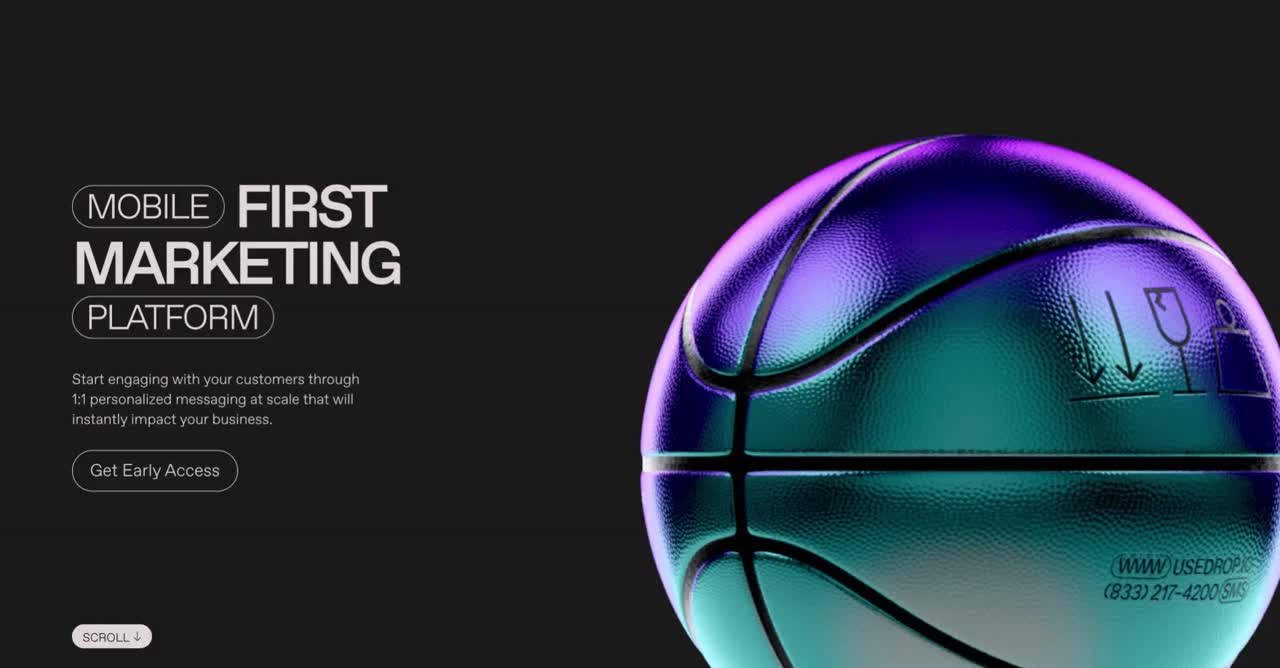 MOBILE FIRST
MARKETING
PLATFORM
Start engaging with your customers through
1:1 personalized messaging at scale that will
instantly impact your business.
Get Early Access
SCROLL ↓
WWW USEDROP.IO
(833) 217-4200 SMS